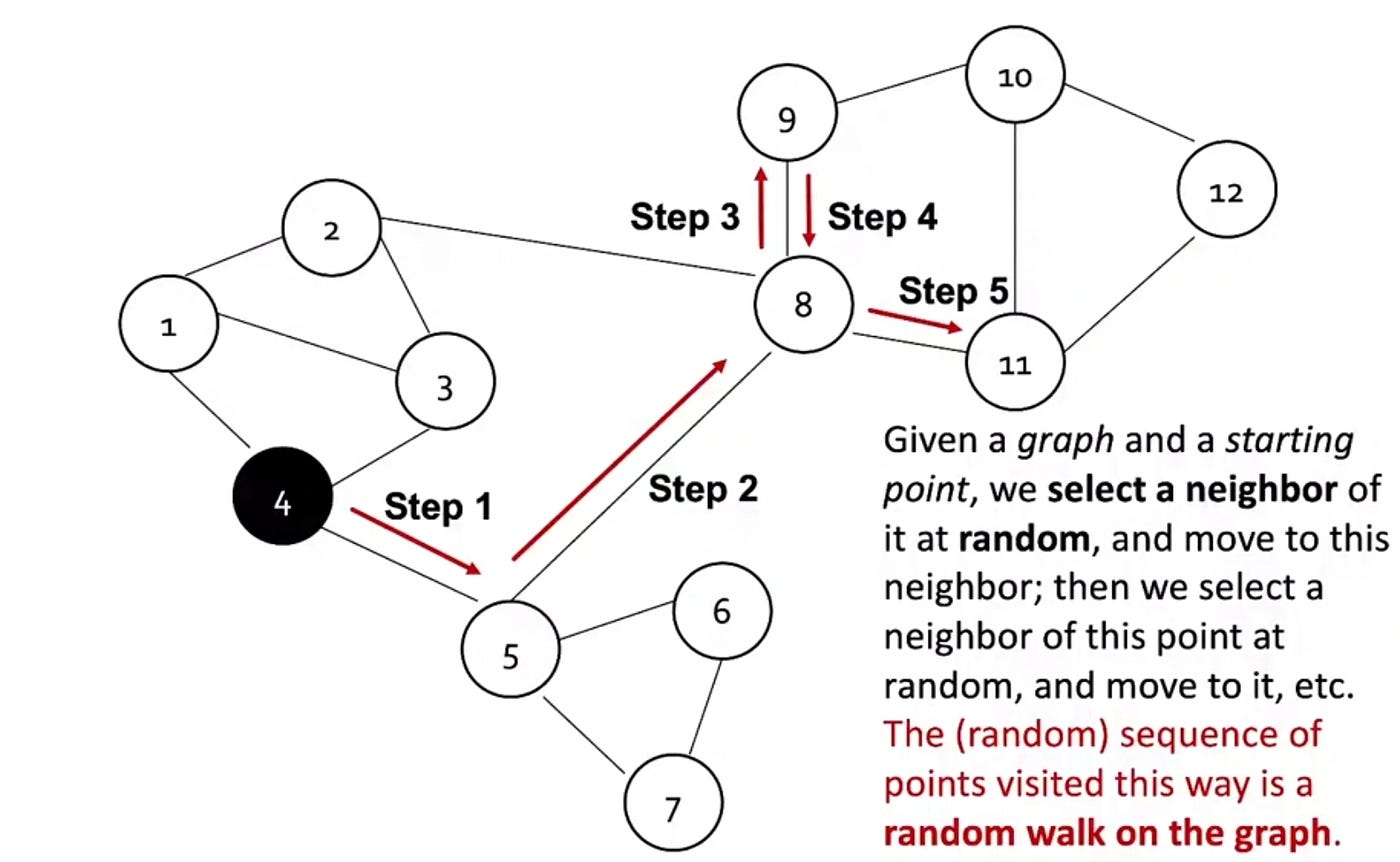 10
9
12
Step 3
Step 4
2
Step 5
8
1
11
3
Given a graph and a starting
point, we select a neighbor of
it at random, and move to this
neighbor; then we select a
neighbor of this point at
random, and move to it, etc.
The (random) sequence of
points visited this way is a
random walk on the graph.
4
Step 1
Step 2
6
5
7